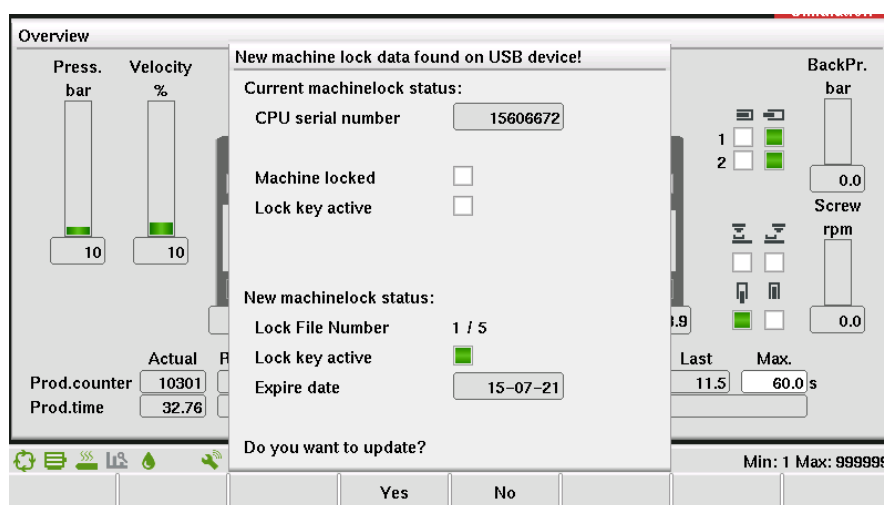 Overview
New machine lock data found on USB device!
Press. Velocity
bar %
10 10
Current machinelock status:
CPU serial number 15606672
Machine locked
Lock key active
New machinelock status:
Lock File Number 1 / 5
Lock key active
Expire date 15-07-21
Do you want to update?
BackPr.
bar
1
2
0.0
Screw
rpm
0.0
Actual
Prod.counter 10301
Prod.time 32.76
Last Max.
11.5 60.0 s
Min: 1 Max: 999999
Yes No